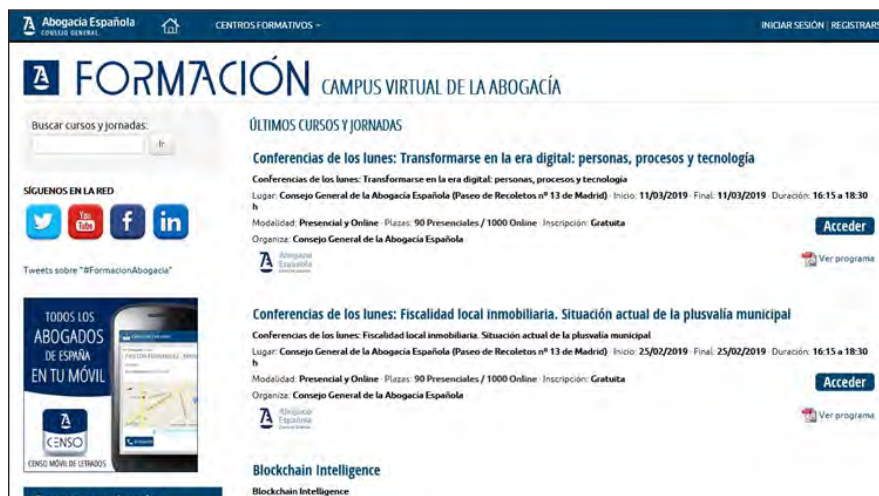 Abogacía Española
CONSEJO GENERAL
CENTROS FORMATIVOS
INICIAR SESIÓN | REGISTRARS
FORMACIÓN CAMPUS VIRTUAL DE LA ABOGACÍA
Buscar cursos y jornadas:
Ir
SÍGUENOS EN LA RED
You Tube
f
in
Tweets sobre "#FormacionAbogacia"
TODOS LOS
ABOGADOS
DE ESPAÑA
EN TU MÓVIL
CENSO
CENSO MÓVIL DE LETRADOS
ÚLTIMOS CURSOS Y JORNADAS
Conferencias de los lunes: Transformarse en la era digital: personas, procesos y tecnología
Conferencias de los lunes: Transformarse en la era digital: personas, procesos y tecnología
Lugar: Consejo General de la Abogacía Española (Paseo de Recoletos nº 13 de Madrid) · Inicio: 11/03/2019 · Final: 11/03/2019 · Duración: 16:15 a 18:30
h
Modalidad: Presencial y Online · Plazas: 90 Presenciales / 1000 Online · Inscripción: Gratuita
Acceder
Organiza: Consejo General de la Abogacía Española
Abogacía
Española
Ver programa
Conferencias de los lunes: Fiscalidad local inmobiliaria. Situación actual de la plusvalía municipal
Conferencias de los lunes: Fiscalidad local inmobiliaria. Situación actual de la plusvalía municipal
Lugar: Consejo General de la Abogacía Española (Paseo de Recoletos nº 13 de Madrid) · Inicio: 25/02/2019 · Final: 25/02/2019 · Duración: 16:15 a 18:30
h
Modalidad: Presencial y Online · Plazas: 90 Presenciales / 1000 Online · Inscripción: Gratuita
Acceder
Organiza: Consejo General de la Abogacía Española
Abogacía
Española
Ver programa
Blockchain Intelligence
Blockchain Intelligence